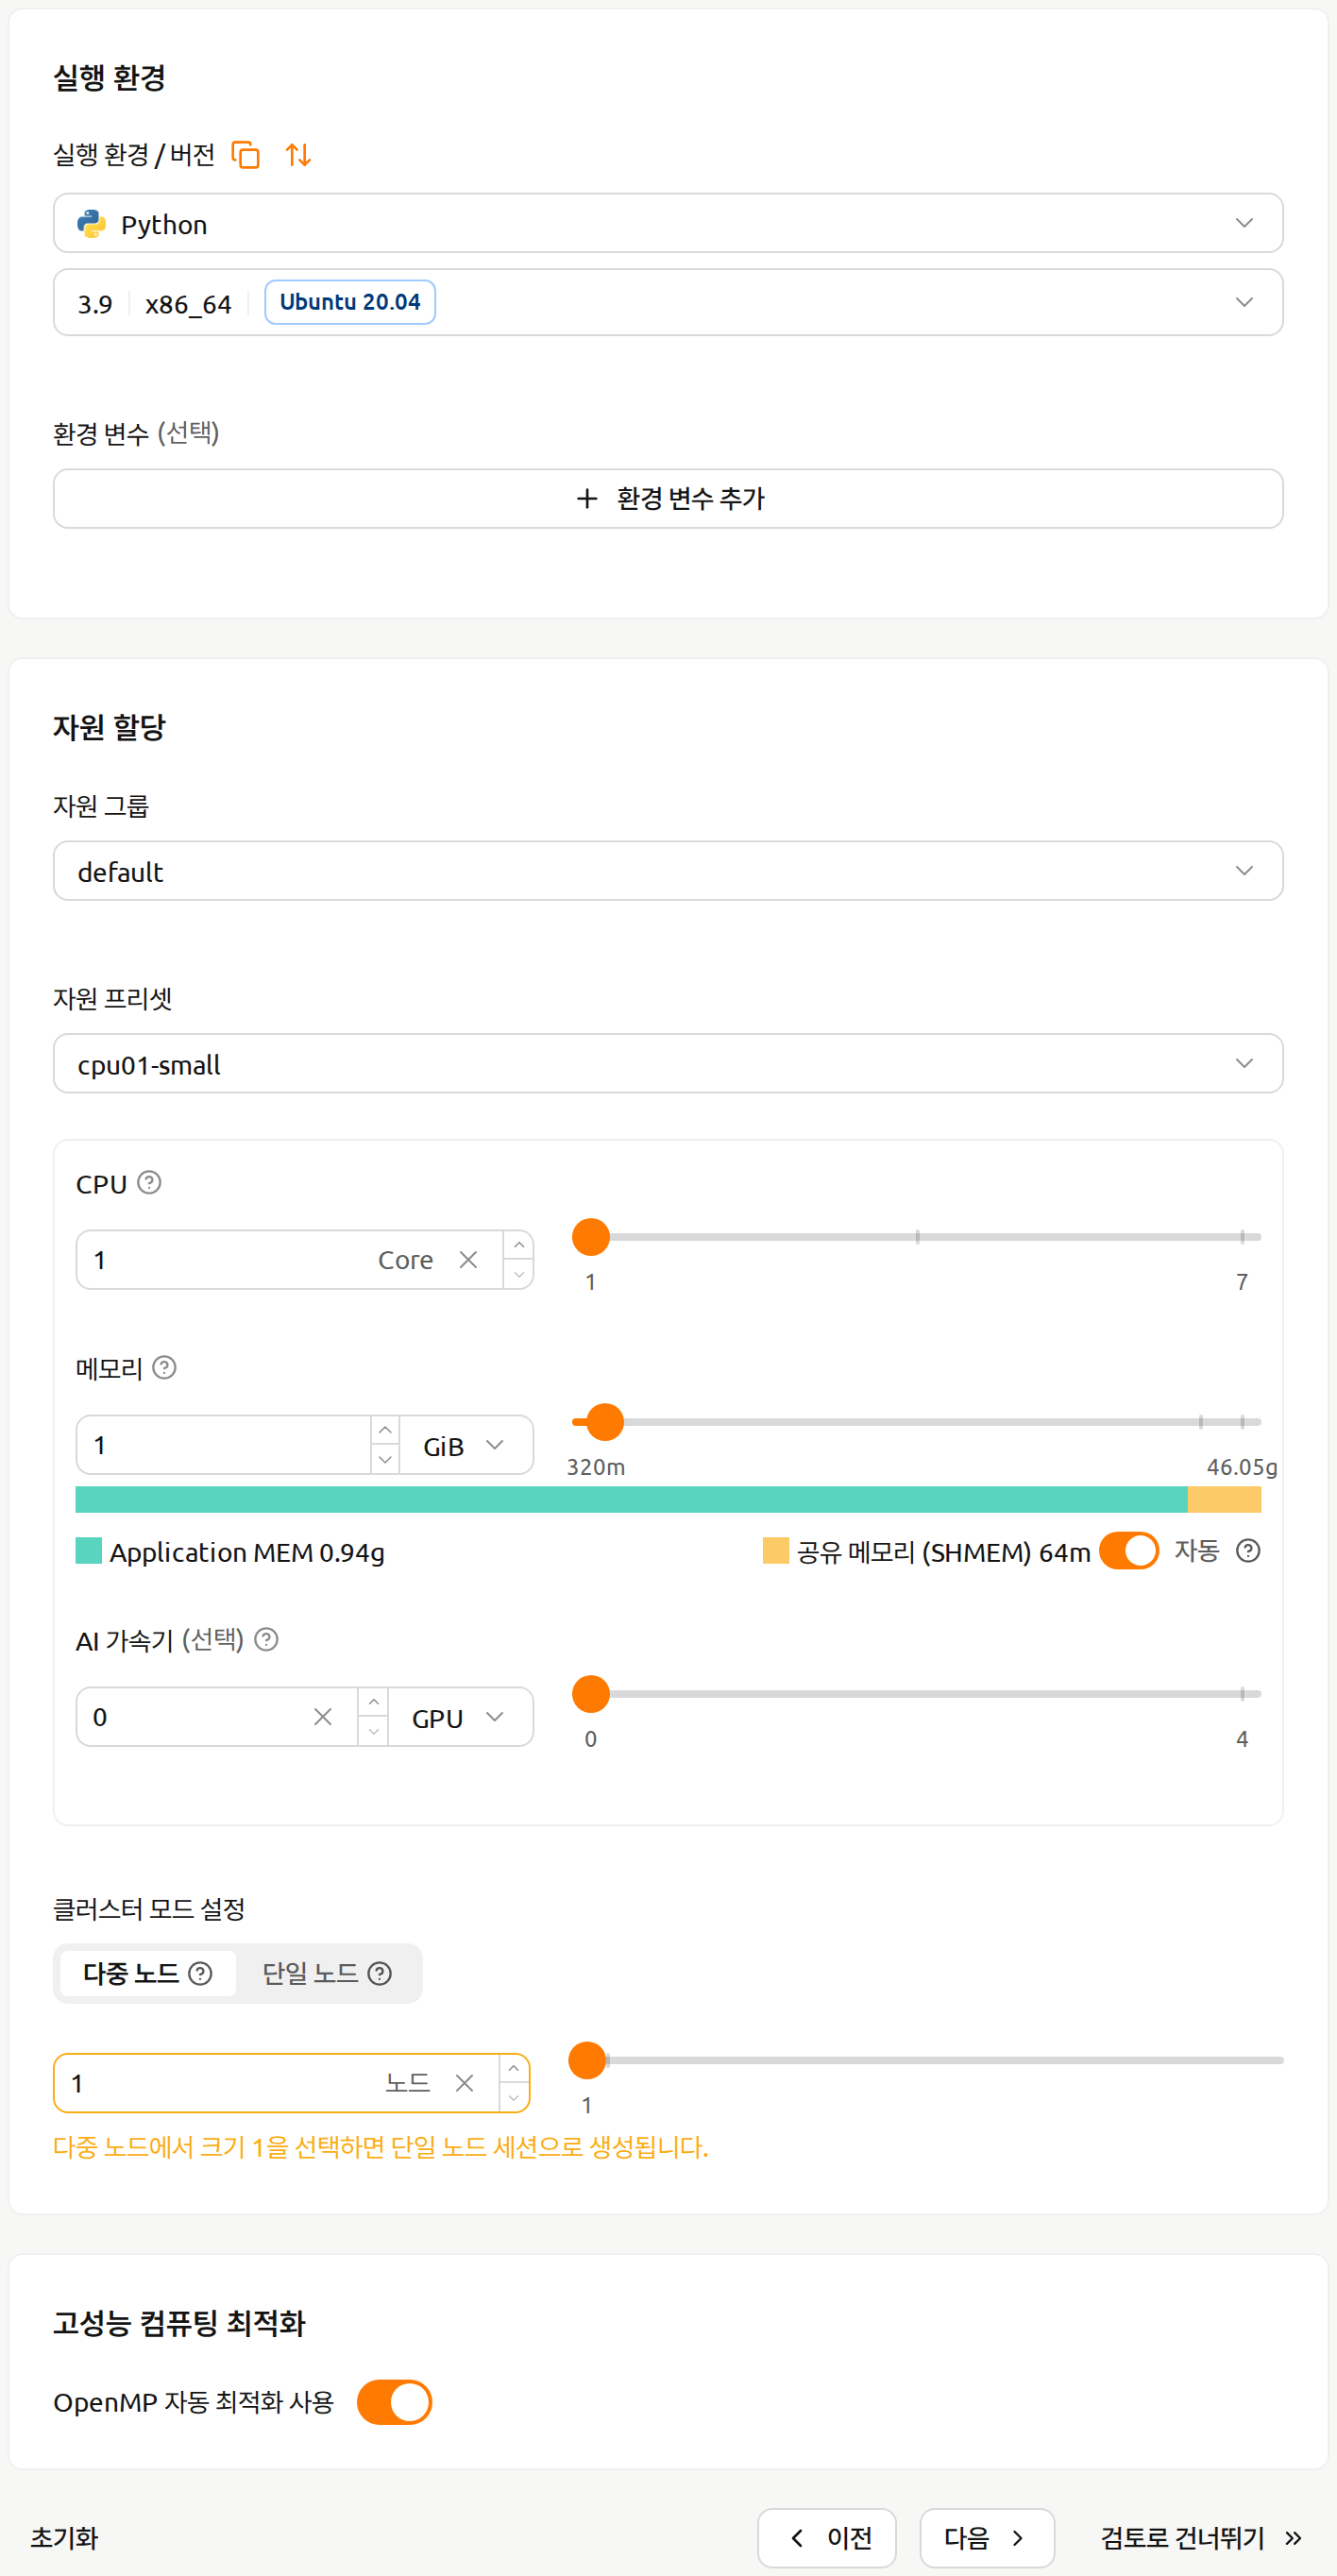 실행 환경
실행 환경 / 버전
Python
3.9 x86_64 Ubuntu 20.04
환경 변수 (선택)
환경 변수 추가
자원 할당
자원 그룹
default
자원 프리셋
cpu01-small
CPU
1 Core
1 7
메모리
1 GiB
320m 46.05g
Application MEM 0.94g 공유 메모리 (SHMEM) 64m 자동
AI 가속기 (선택)
0 GPU
0 4
클러스터 모드 설정
다중 노드 단일 노드
1 노드
1
다중 노드에서 크기 1을 선택하면 단일 노드 세션으로 생성됩니다.
고성능 컴퓨팅 최적화
OpenMP 자동 최적화 사용
초기화 이전 다음 검토로 건너뛰기